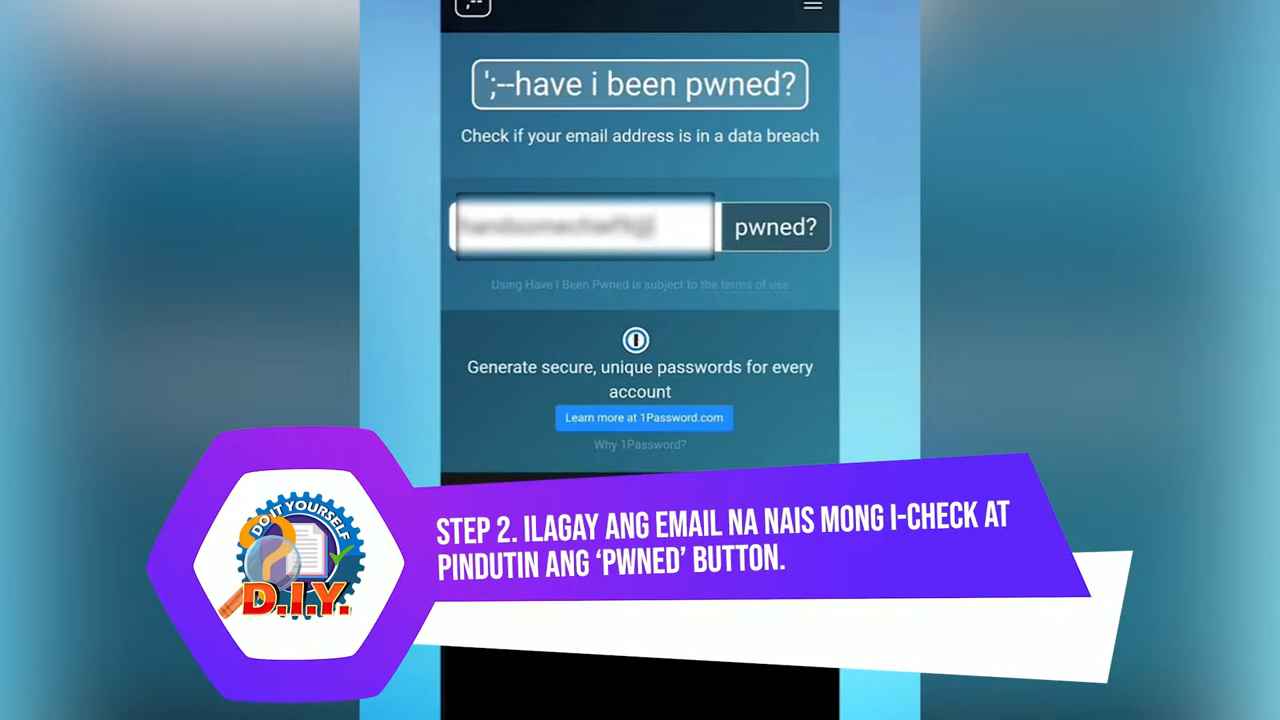 ';--
';--have i been pwned?
Check if your email address is in a data breach
pwned?
Using Have I Been Pwned is subject to the terms of use
Generate secure, unique passwords for every
account
Learn more at 1Password.com
Why 1Password?
DO IT YOURSELF
D.I.Y.
STEP 2. ILAGAY ANG EMAIL NA NAIS MONG I-CHECK AT
PINDUTIN ANG ‘PWNED’ BUTTON.